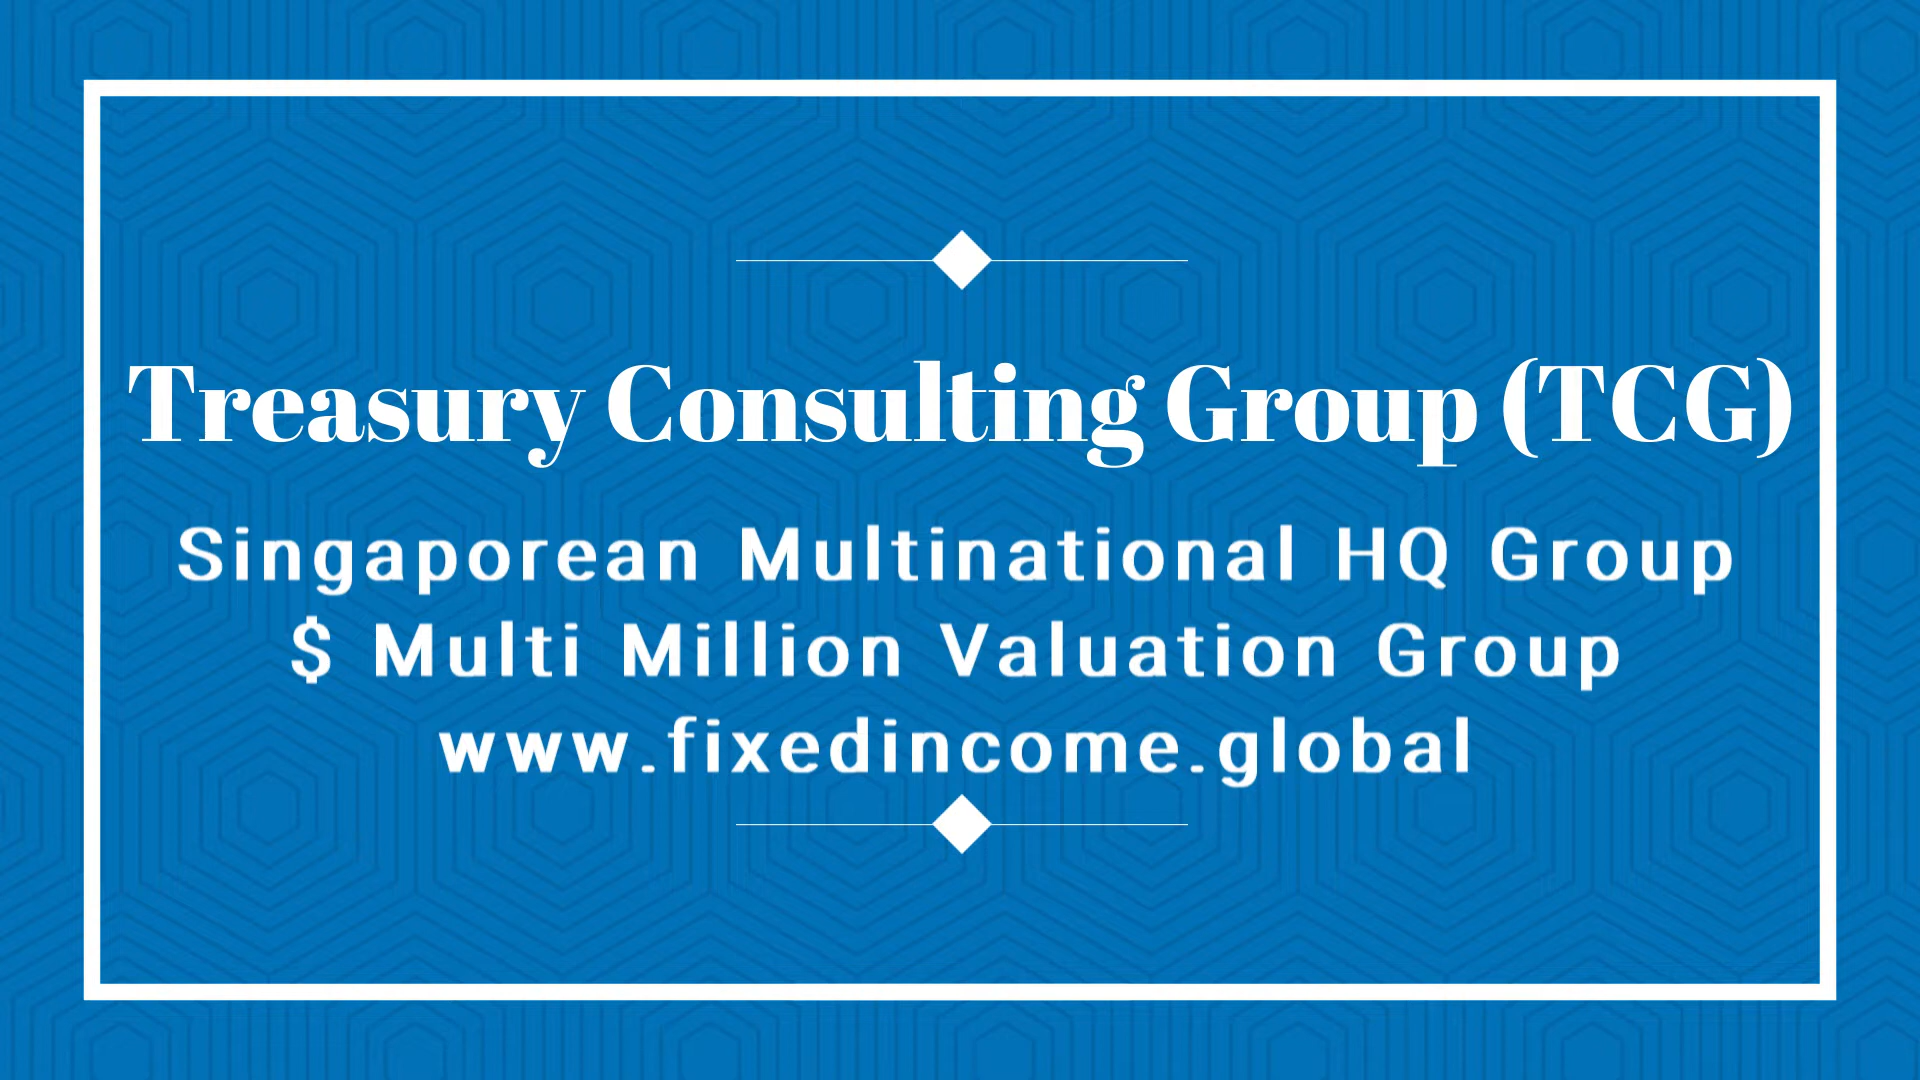 Treasury Consulting Group (TCG)
Singaporean Multinational HQ Group
$ Multi Million Valuation Group
www.fixedincome.global